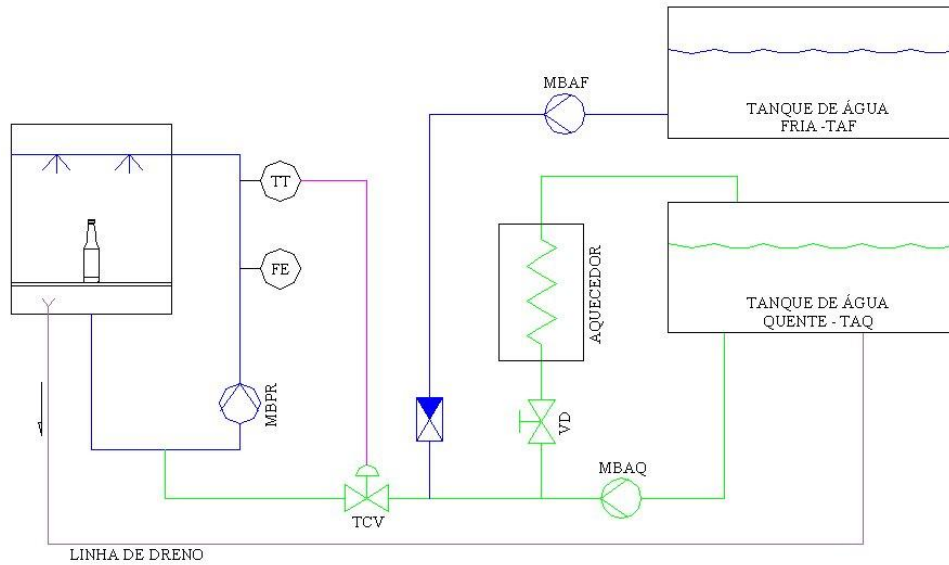 MBAF
TANQUE DE ÁGUA
FRIA -TAF
TT
FE
AQUECEDOR
TANQUE DE ÁGUA
QUENTE - TAQ
MBPR
VD
MBAQ
TCV
LINHA DE DRENO